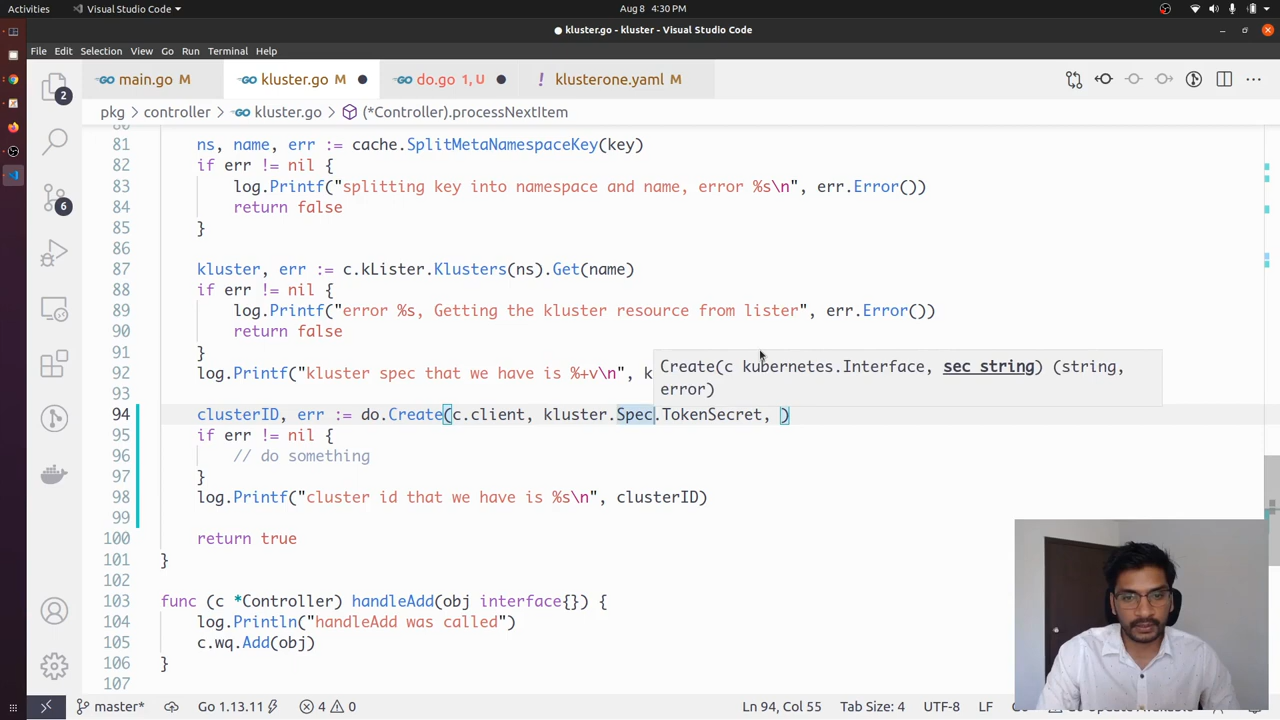 Activities
Visual Studio Code
Aug 8 4:30 PM
kluster.go - kluster - Visual Studio Code
File Edit Selection View Go Run Terminal Help
main.go M
kluster.go M
do.go 1, U
! klusterone.yaml M
pkg > controller > kluster.go > (*Controller).processNextItem
81 ns, name, err := cache.SplitMetaNamespaceKey(key)
82 if err != nil {
83 log.Printf("splitting key into namespace and name, error %s\n", err.Error())
84 return false
85 }
86
87 kluster, err := c.kLister.Klusters(ns).Get(name)
88 if err != nil {
89 log.Printf("error %s, Getting the kluster resource from lister", err.Error())
90 return false
91 }
Create(c kubernetes.Interface, sec string) (string,
error)
92 log.Printf("kluster spec that we have is %+v\n", k
93
94 clusterID, err := do.Create(c.client, kluster.Spec.TokenSecret, )
95 if err != nil {
96 // do something
97 }
98 log.Printf("cluster id that we have is %s\n", clusterID)
99
100 return true
101 }
102
103 func (c *Controller) handleAdd(obj interface{}) {
104 log.Println("handleAdd was called")
105 c.wq.Add(obj)
106 }
107
2
6
master*
Go 1.13.11
4
0
Ln 94, Col 55
Tab Size: 4
UTF-8
LF